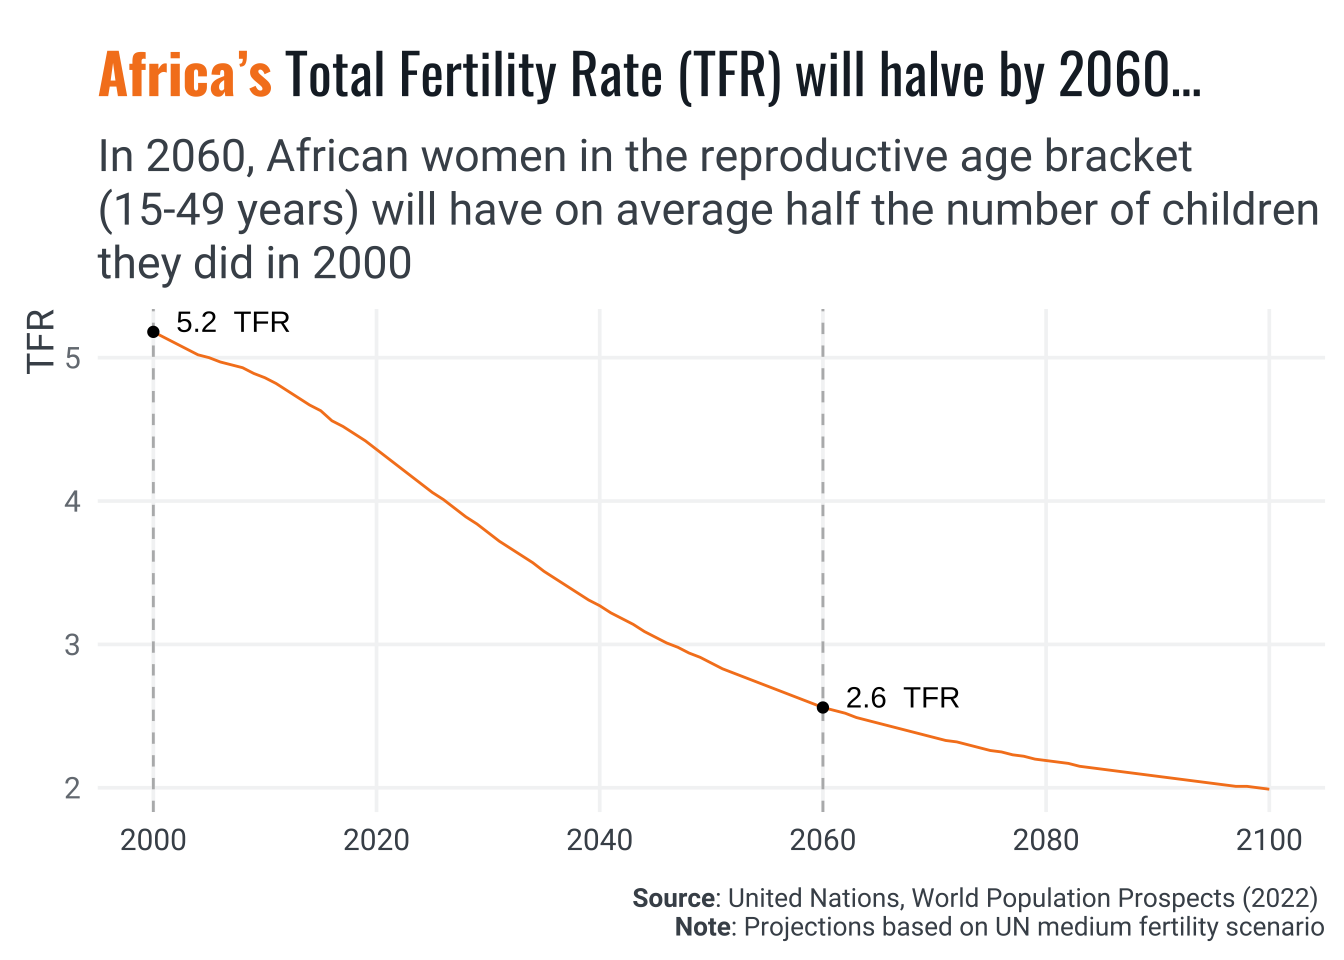 Africa’s Total Fertility Rate (TFR) will halve by 2060...
In 2060, African women in the reproductive age bracket
(15-49 years) will have on average half the number of children
they did in 2000
TFR
5.2 TFR
5
4
3
2.6 TFR
2
2000 2020 2040 2060 2080 2100
Source: United Nations, World Population Prospects (2022)
Note: Projections based on UN medium fertility scenario